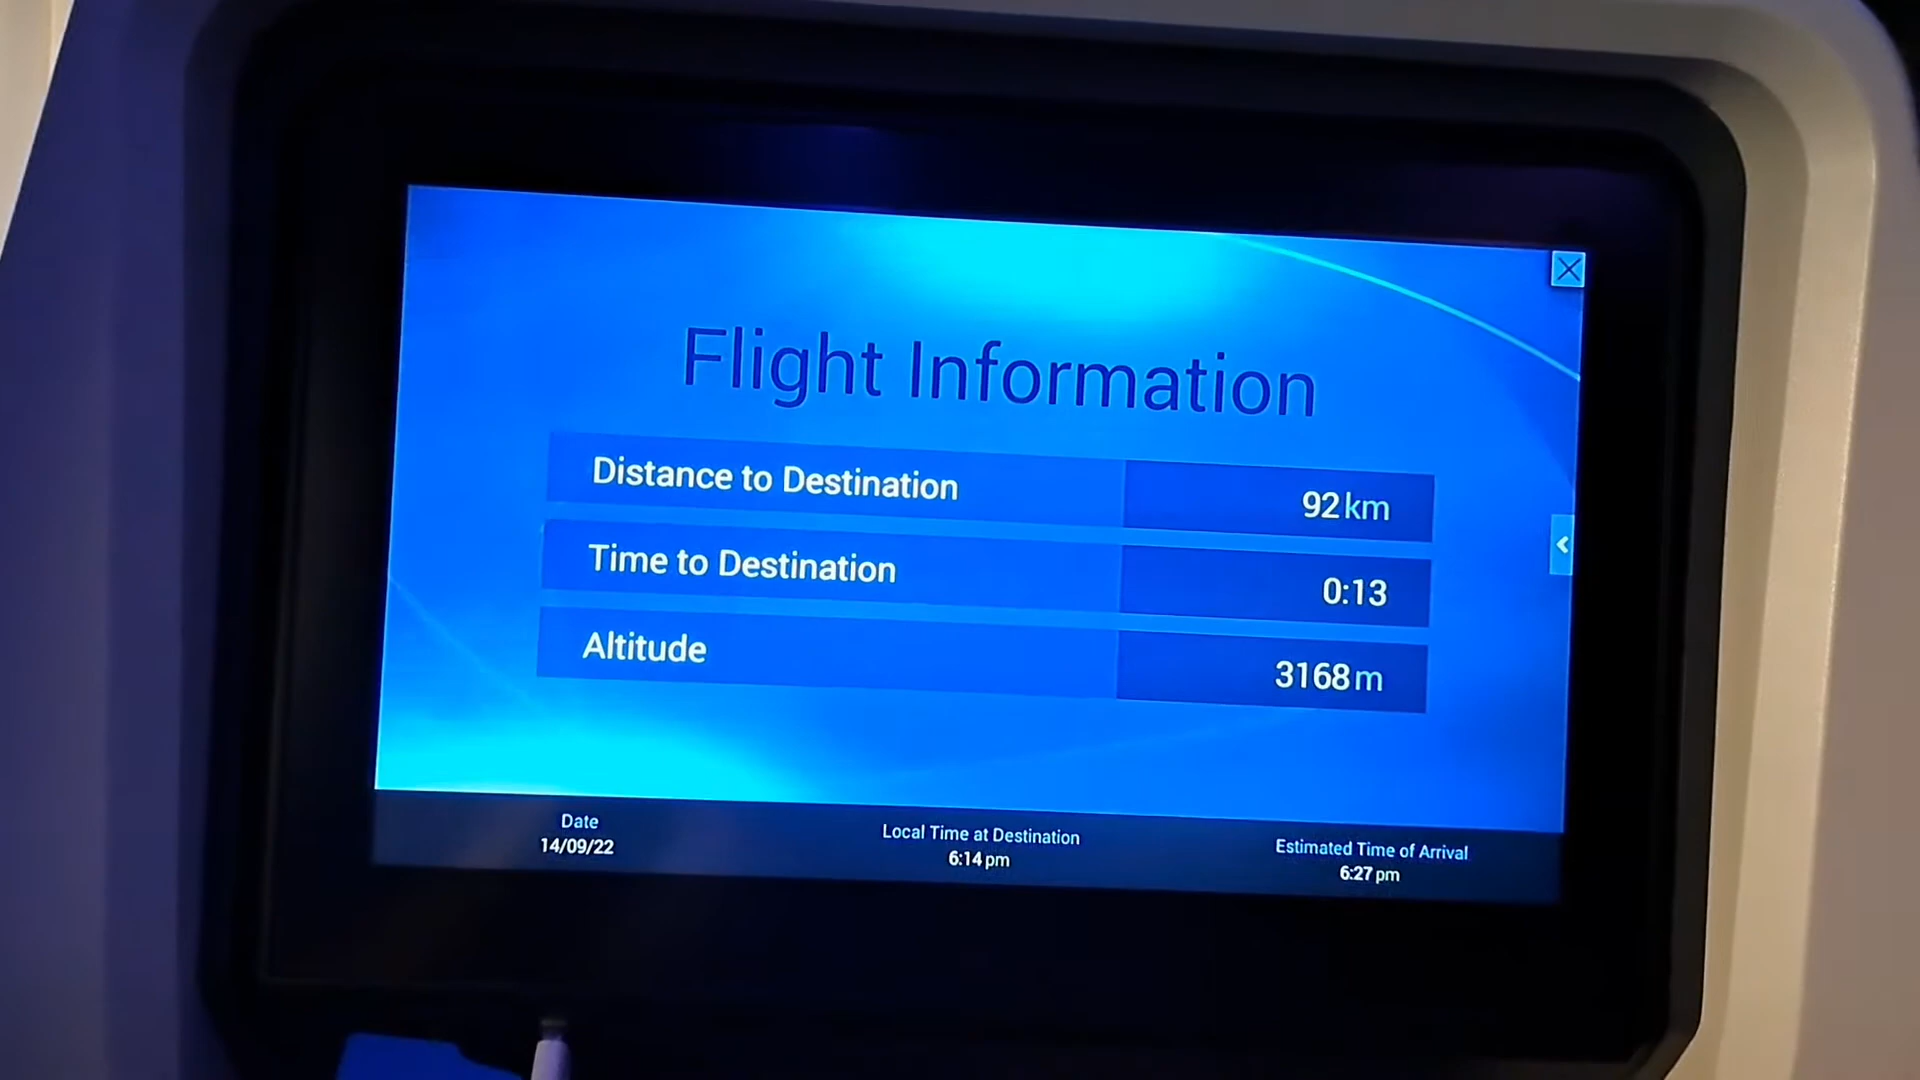 Flight Information
Distance to Destination 92 km
Time to Destination 0:13
Altitude 3168 m
Date
14/09/22
Local Time at Destination
6:14 pm
Estimated Time of Arrival
6:27 pm